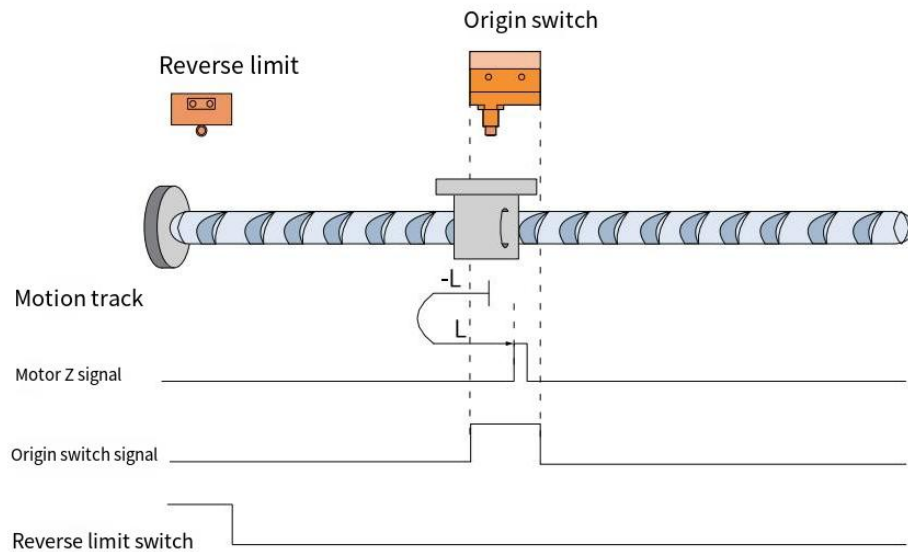 Origin switch
Reverse limit
-L
Motion track
L
Motor Z signal
Origin switch signal
Reverse limit switch